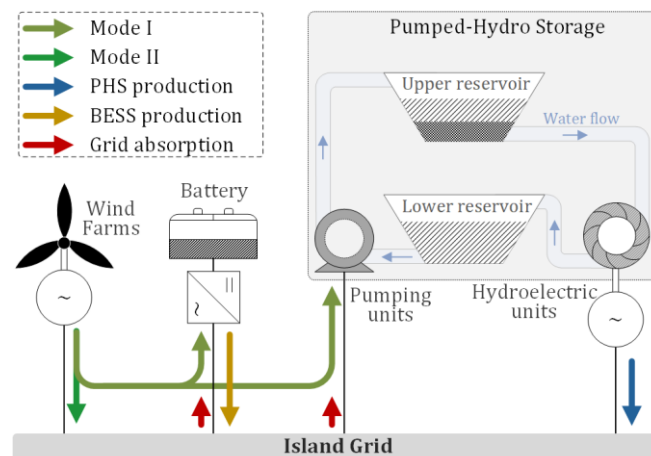 Mode I
Mode II
PHS production
BESS production
Grid absorption
Pumped-Hydro Storage
Upper reservoir
Water flow
Lower reservoir
Wind
Farms
Battery
~
~
Pumping
units
Hydroelectric
units
~
Island Grid